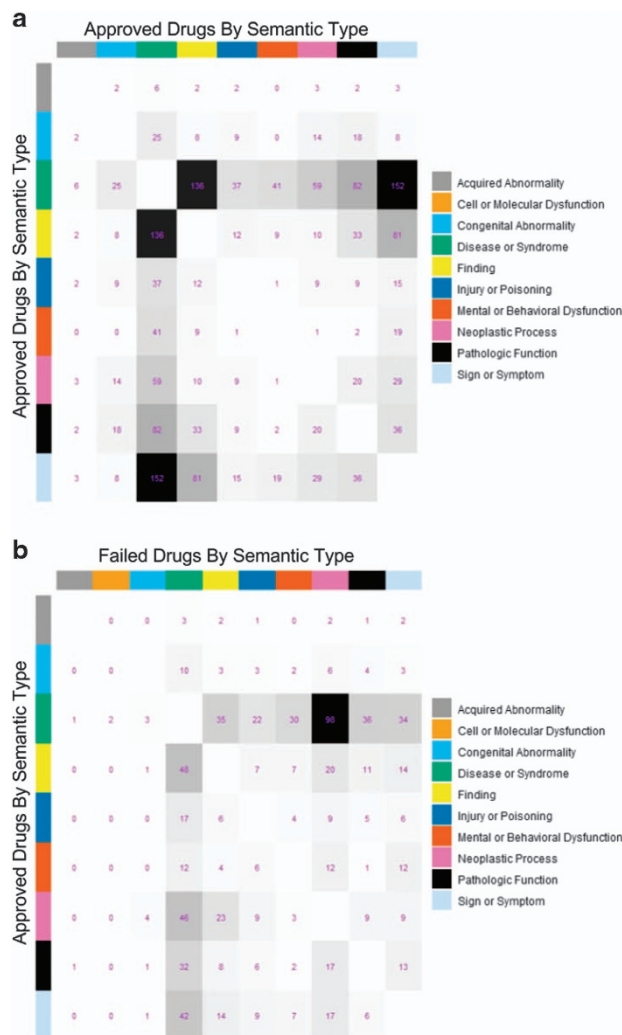 a
Approved Drugs By Semantic Type
Approved Drugs By Semantic Type
2 6 2 2 0 3 2 3
2 25 8 9 0 14 18 8
6 25 136 37 41 59 82 152
2 8 136 12 9 10 33 81
2 9 37 12 1 9 9 15
0 0 41 9 1 1 2 19
3 14 59 10 9 1 20 29
2 18 82 33 9 2 20 36
3 8 152 81 15 19 29 36
Acquired Abnormality
Cell or Molecular Dysfunction
Congenital Abnormality
Disease or Syndrome
Finding
Injury or Poisoning
Mental or Behavioral Dysfunction
Neoplastic Process
Pathologic Function
Sign or Symptom
b
Failed Drugs By Semantic Type
Approved Drugs By Semantic Type
0 0 3 2 1 0 2 1 2
0 0 10 3 3 2 6 4 3
1 2 3 35 22 30 98 36 34
0 0 1 48 7 7 20 11 14
0 0 0 17 6 4 9 5 6
0 0 0 12 4 6 12 1 12
0 0 4 46 23 9 3 9 9
1 0 1 32 8 6 2 17 13
0 0 1 42 14 9 7 17 6
Acquired Abnormality
Cell or Molecular Dysfunction
Congenital Abnormality
Disease or Syndrome
Finding
Injury or Poisoning
Mental or Behavioral Dysfunction
Neoplastic Process
Pathologic Function
Sign or Symptom